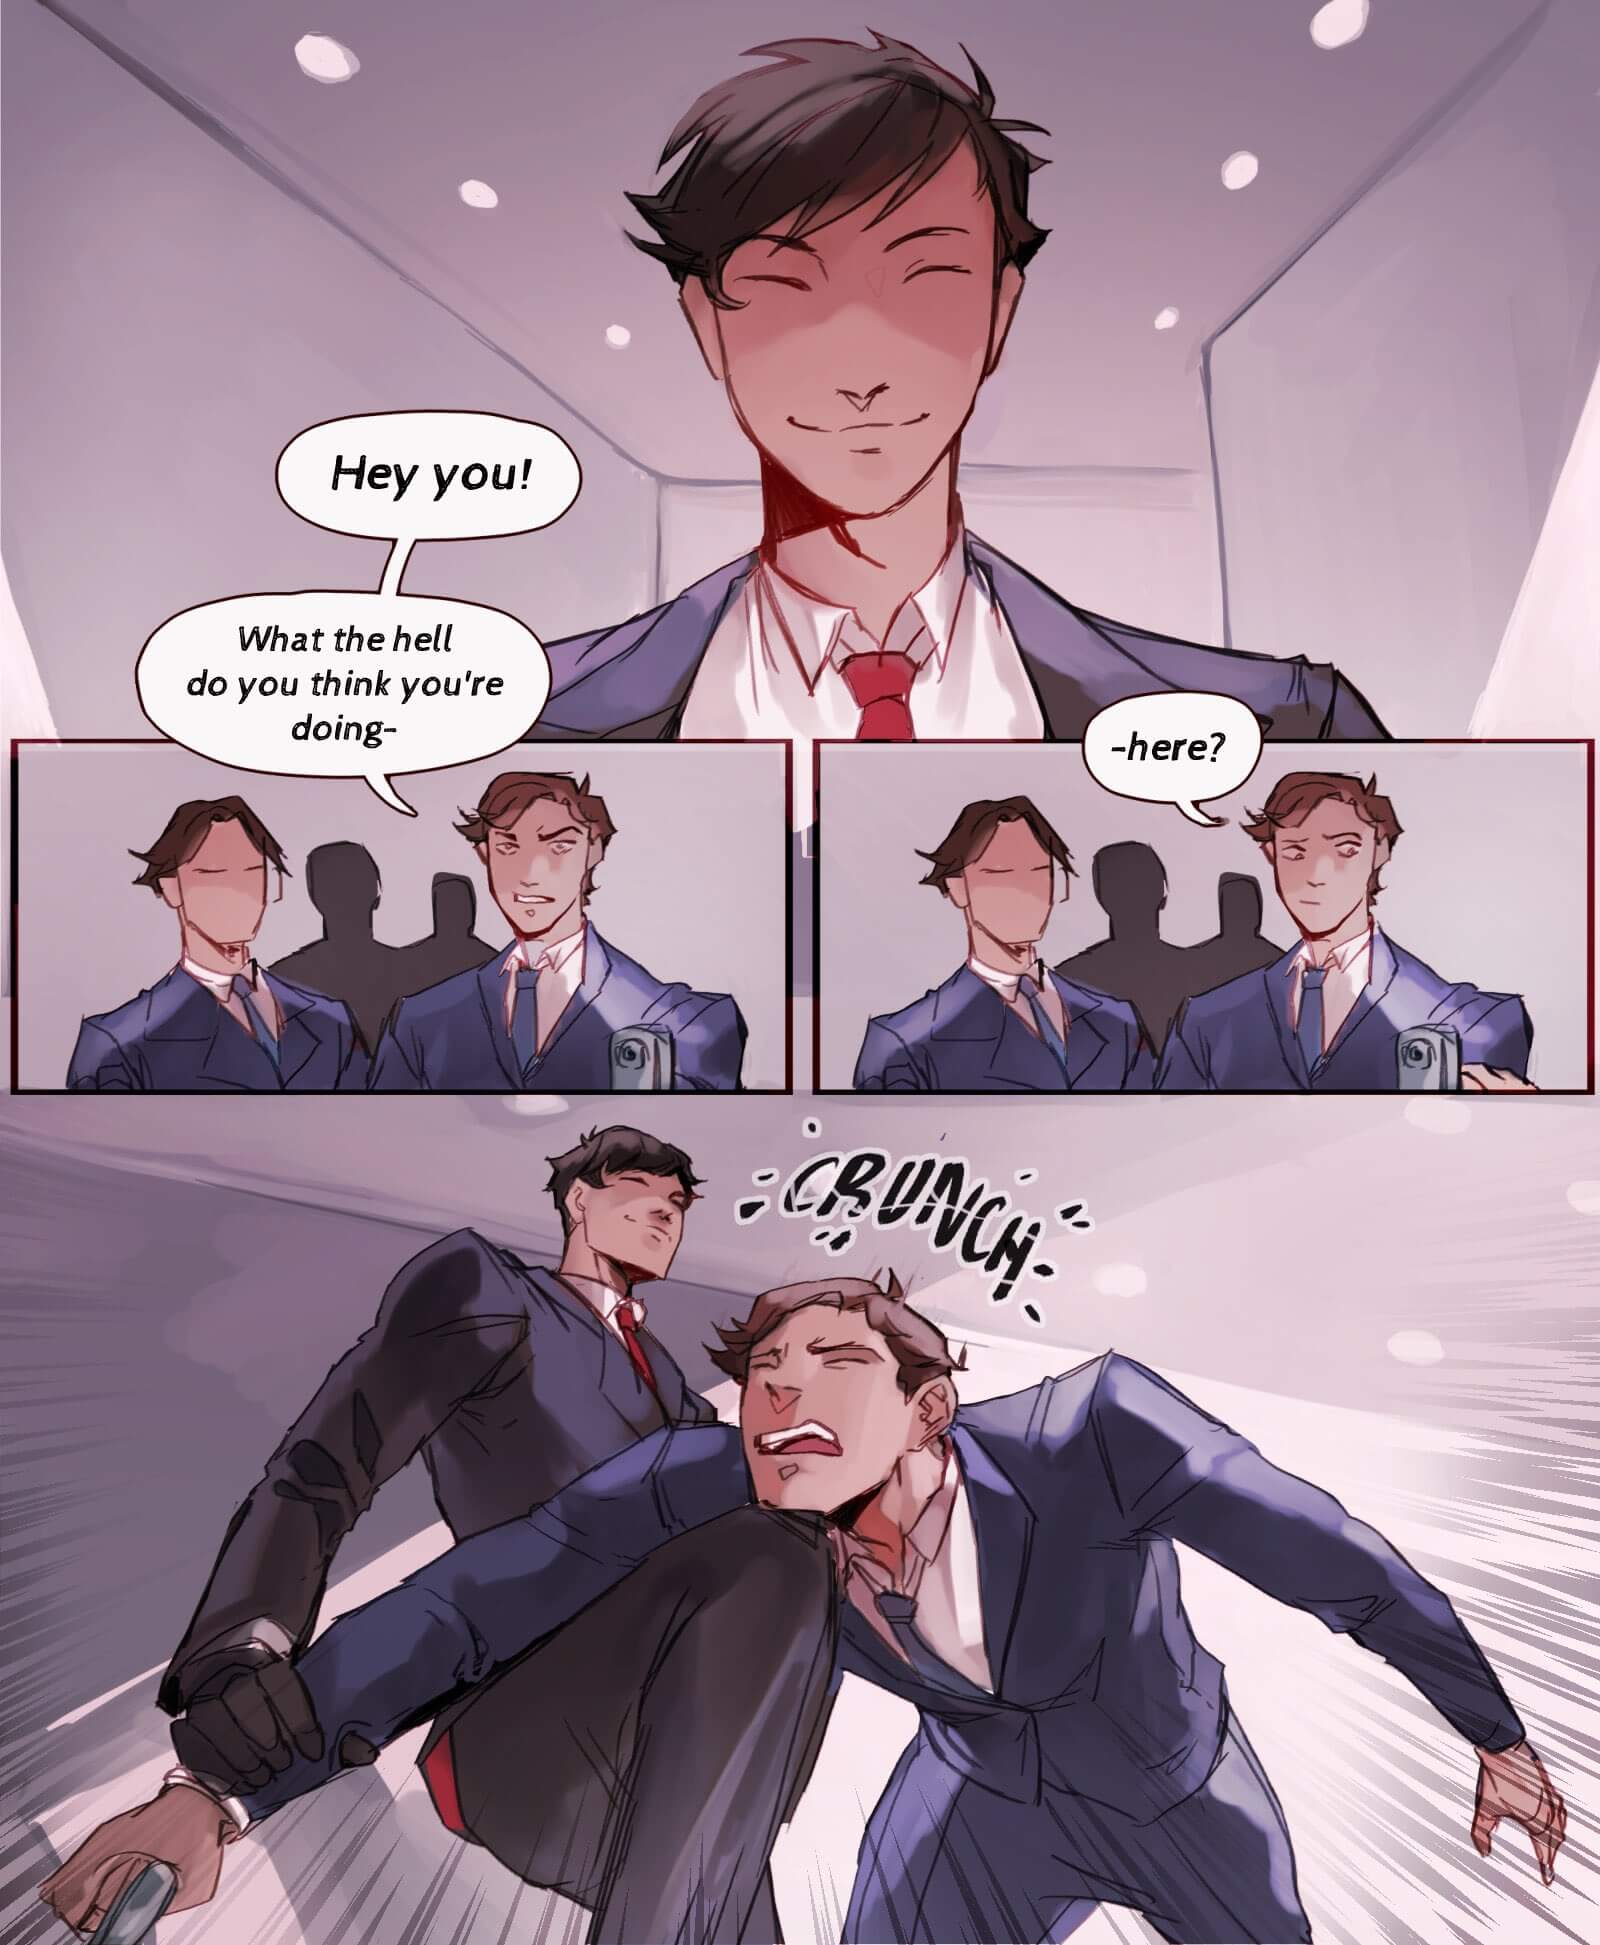 Hey you!
What the hell
do you think you're
doing-
-here?
CRUNCH